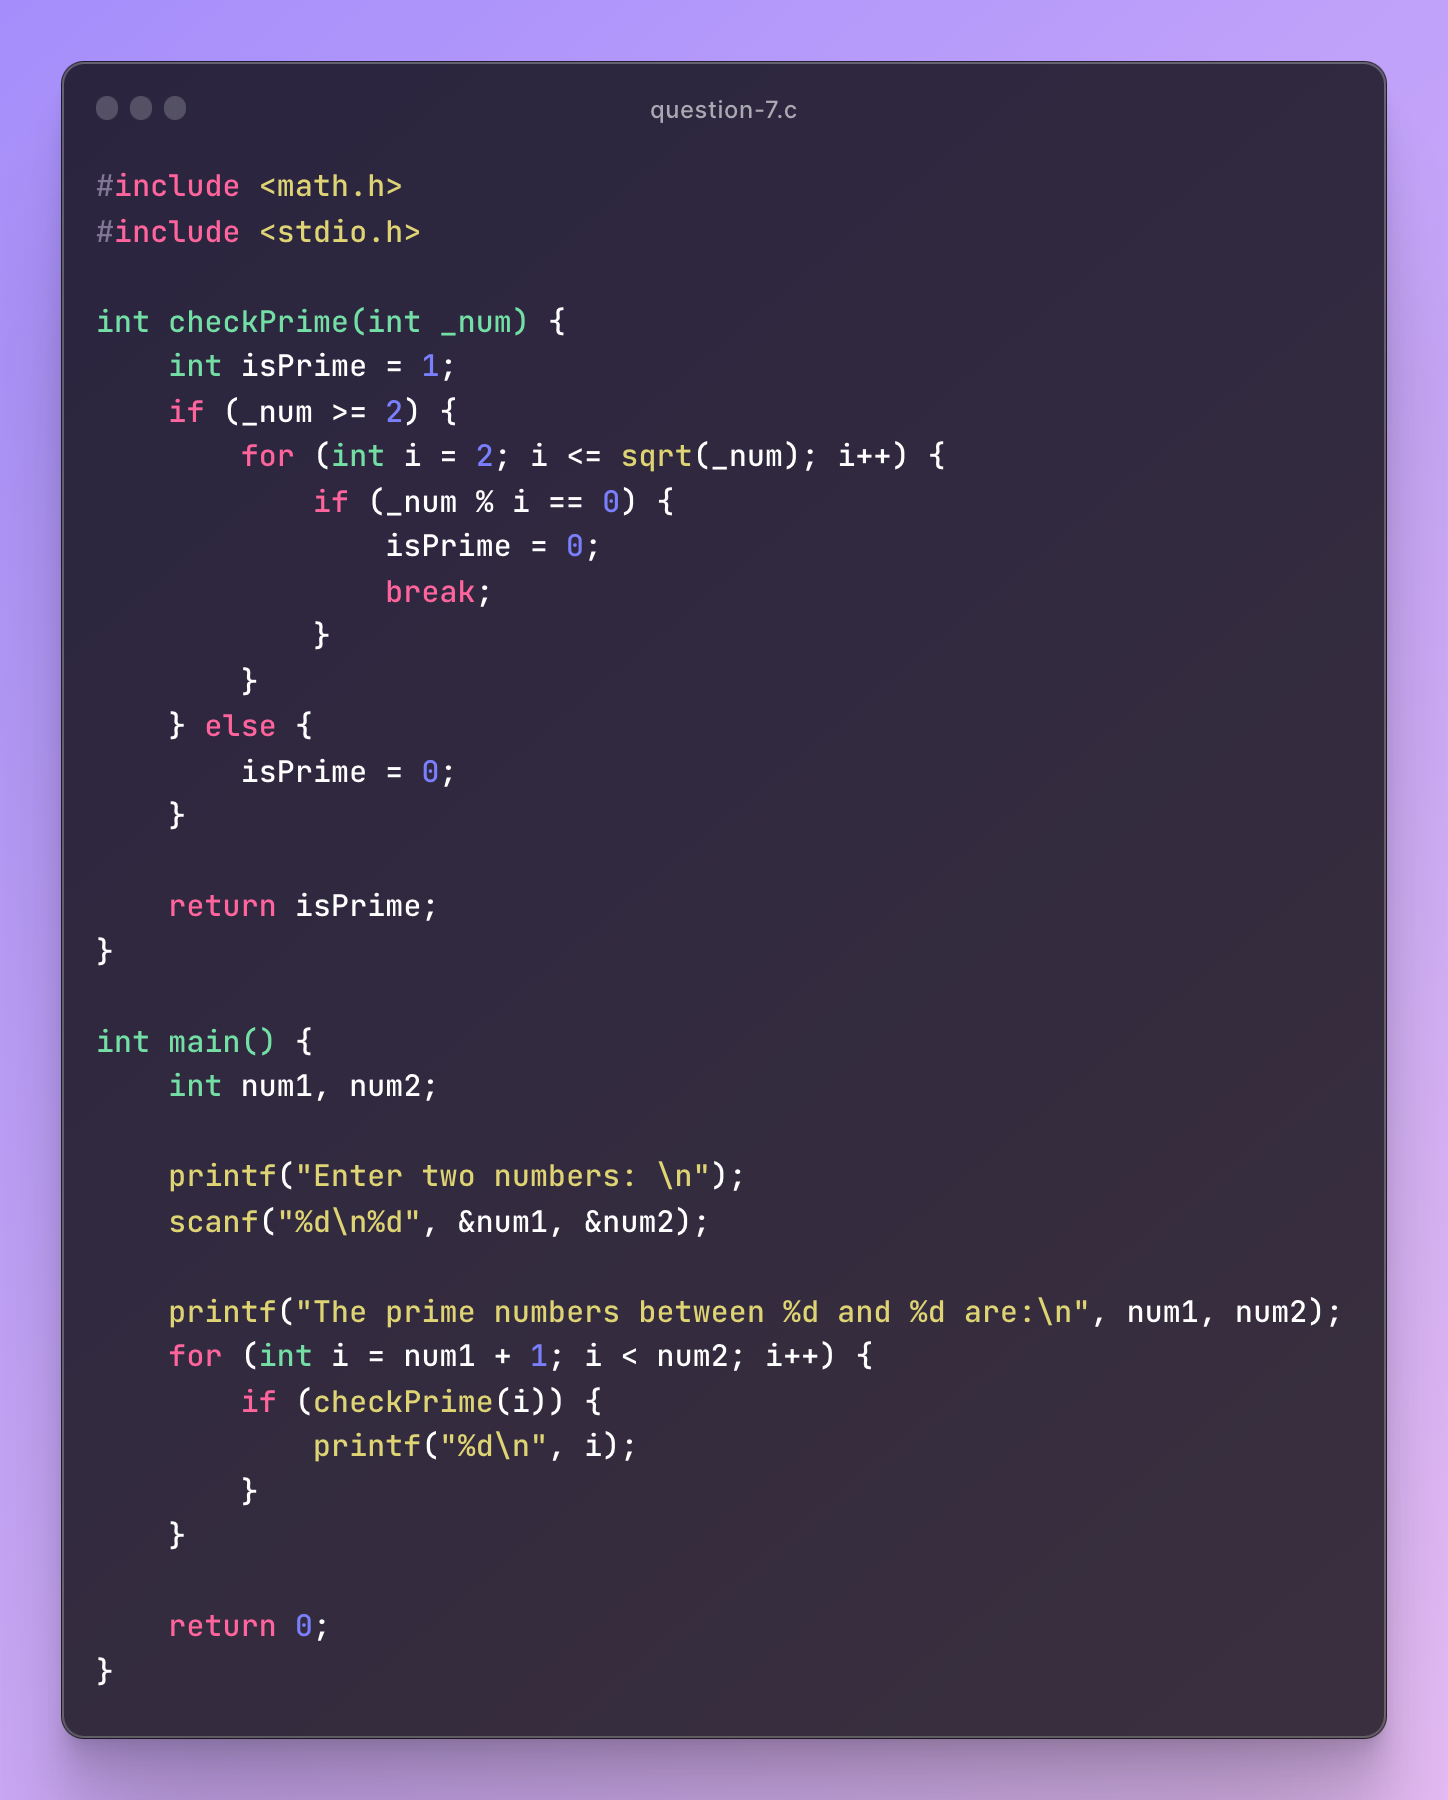 question-7.c
#include <math.h>
#include <stdio.h>

int checkPrime(int _num) {
    int isPrime = 1;
    if (_num >= 2) {
        for (int i = 2; i <= sqrt(_num); i++) {
            if (_num % i == 0) {
                isPrime = 0;
                break;
            }
        }
    } else {
        isPrime = 0;
    }

    return isPrime;
}

int main() {
    int num1, num2;

    printf("Enter two numbers: \n");
    scanf("%d\n%d", &num1, &num2);

    printf("The prime numbers between %d and %d are:\n", num1, num2);
    for (int i = num1 + 1; i < num2; i++) {
        if (checkPrime(i)) {
            printf("%d\n", i);
        }
    }

    return 0;
}